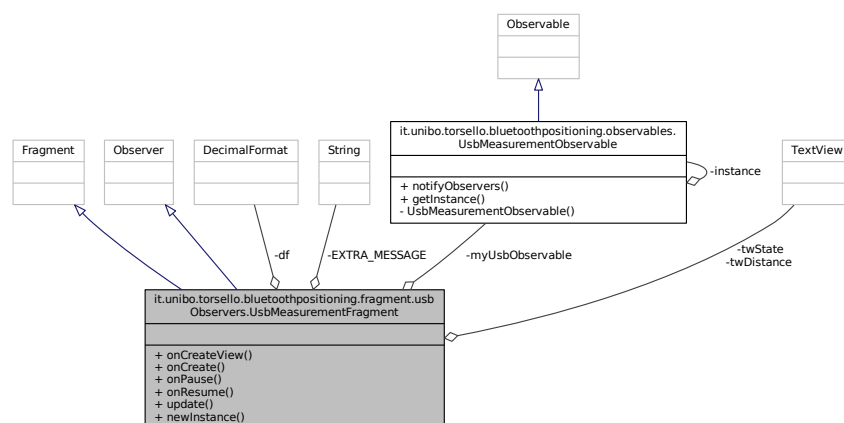 Observable
it.unibo.torsello.bluetoothpositioning.observables.
UsbMeasurementObservable
+ notifyObservers()
+ getInstance()
- UsbMeasurementObservable()
-instance
Fragment
Observer
DecimalFormat
String
TextView
-df
-EXTRA_MESSAGE
-myUsbObservable
-twState
-twDistance
it.unibo.torsello.bluetoothpositioning.fragment.usb
Observers.UsbMeasurementFragment
+ onCreateView()
+ onCreate()
+ onPause()
+ onResume()
+ update()
+ newInstance()